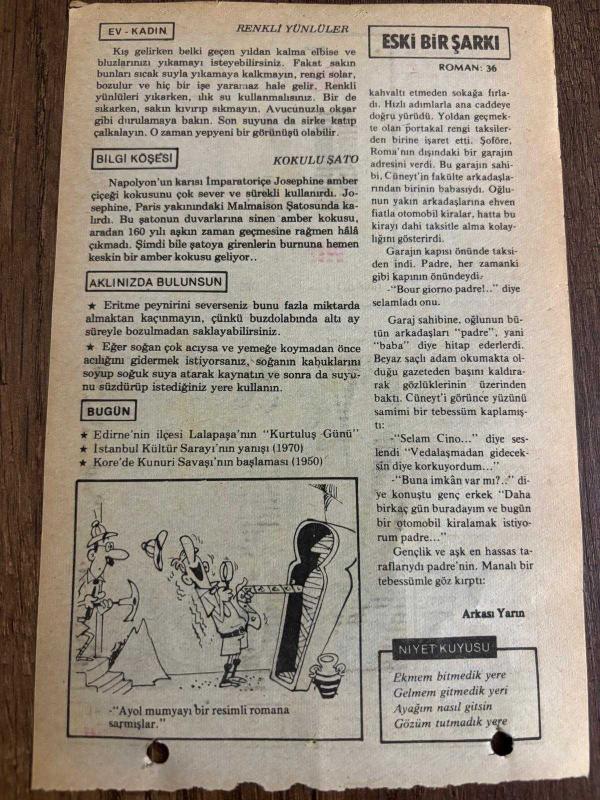 EV - KADIN
RENKLİ YÜNLÜLER
Kış gelirken belki geçen yıldan kalma elbise ve
bluzlarınızı yıkamayı isteyebilirsiniz. Fakat sakın
bunları sıcak suyla yıkamaya kalkmayın, rengi solar,
bozulur ve hiç bir işe yaramaz hale gelir. Renkli
yünlüleri yıkarken, ılık su kullanmalısınız. Bir de
sıkarken, sakın kıvırıp sıkmayın. Avucunuzla okşar
gibi durulamaya bakın. Son suyuna da sirke katıp
çalkalayın. O zaman yepyeni bir görünüşü olabilir.
BİLGİ KÖŞESİ
KOKULU ŞATO
Napolyon'un karısı İmparatoriçe Josephine amber
çiçeği kokusunu çok sever ve sürekli kullanırdı. Jo-
sephine, Paris yakınındaki Malmaison Şatosunda ka-
lırdı. Bu şatonun duvarlarına sinen amber kokusu,
aradan 160 yılı aşkın zaman geçmesine rağmen hâlâ
çıkmadı. Şimdi bile şatoya girenlerin burnuna hemen
keskin bir amber kokusu geliyor..
AKLINIZDA BULUNSUN
★ Eritme peynirini severseniz bunu fazla miktarda
almaktan kaçınmayın, çünkü buzdolabında altı ay
süreyle bozulmadan saklayabilirsiniz.
★ Eğer soğan çok acıysa ve yemeğe koymadan önce
acılığını gidermek istiyorsanız, soğanın kabuklarını
soyup soğuk suya atarak kaynatın ve sonra da suyu-
nu süzdürüp istediğiniz yere kullanın.
BUGÜN
★ Edirne'nin ilçesi Lalapaşa'nın "Kurtuluş Günü"
★ İstanbul Kültür Sarayı'nın yanışı (1970)
★ Kore'de Kunuri Savaşı'nın başlaması (1950)
-"Ayol mumyayı bir resimli romana
sarmışlar."
ESKİ BİR ŞARKI
ROMAN: 36
kahvaltı etmeden sokağa fırla-
dı. Hızlı adımlarla ana caddeye
doğru yürüdü. Yoldan geçmek-
te olan portakal rengi taksiler-
den birine işaret etti. Şoföre,
Roma'nın dışındaki bir garajın
adresini verdi. Bu garajın sahi-
bi, Cüneyt'in fakülte arkadaşla-
rından birinin babasıydı. Oğlu-
nun yakın arkadaşlarına ehven
fiatla otomobil kiralar, hatta bu
kirayı dahi taksitle alma kolay-
lığını gösterirdi.
Garajın kapısı önünde taksi-
den indi. Padre, her zamanki
gibi kapının önündeydi.
-"Bour giorno padre!.." diye
selamladı onu.
Garaj sahibine, oğlunun bü-
tün arkadaşları "padre", yani
"baba" diye hitap ederlerdi.
Beyaz saçlı adam okumakta ol-
duğu gazeteden başını kaldıra-
rak gözlüklerinin üzerinden
baktı. Cüneyt'i görünce yüzünü
samimi bir tebessüm kaplamış-
tı:
-"Selam Cino..." diye ses-
lendi "Vedalaşmadan gidecek-
sin diye korkuyordum..."
-"Buna imkân var mı?.." di-
ye konuştu genç erkek "Daha
birkaç gün buradayım ve bugün
bir otomobil kiralamak istiyo-
rum padre..."
Gençlik ve aşk en hassas ta-
raflarıydı padre'nin. Manalı bir
tebessümle göz kırptı:
Arkası Yarın
NİYET KUYUSU
Ekmem bitmedik yere
Gelmem gitmedik yeri
Ayağım nasıl gitsin
Gözüm tutmadık yere